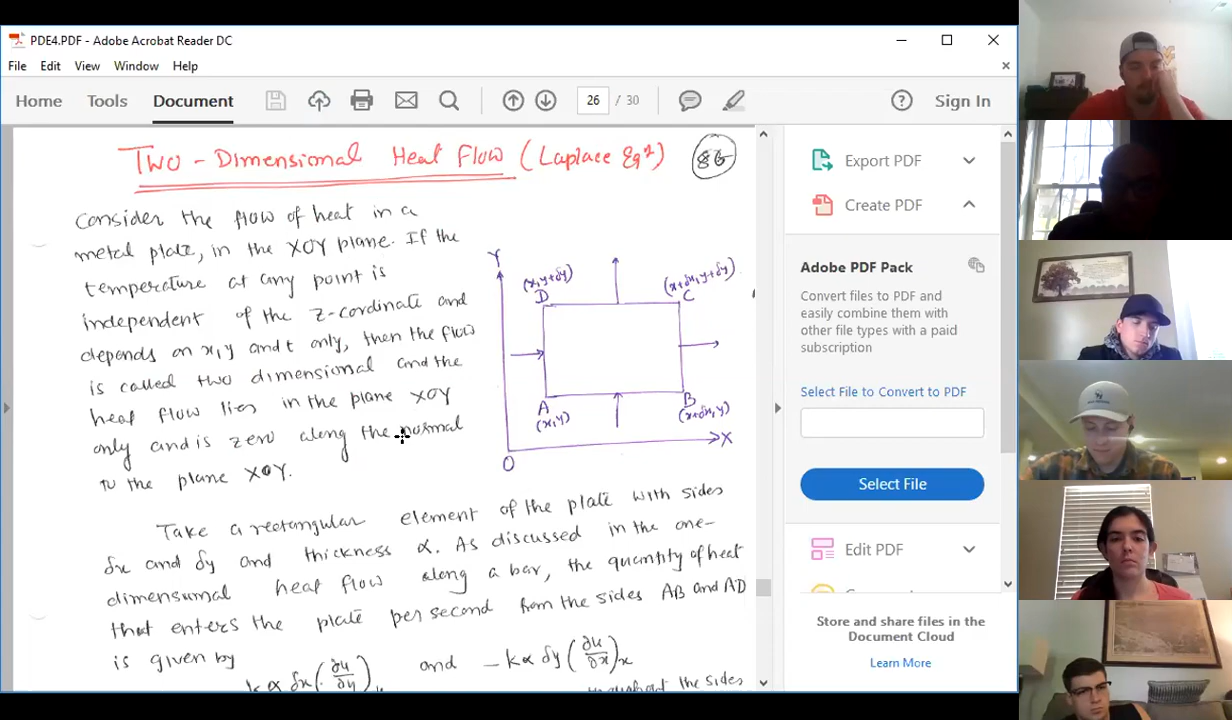 PDE4.PDF - Adobe Acrobat Reader DC
File Edit View Window Help
Home Tools Document 26 / 30 Sign In
Two-Dimensional Heat Flow (Laplace Eqn) 86
Consider the flow of heat in a
metal plate, in the XOY plane. If the
temperature at any point is
independent of the z-cordinate and
depends on x, y and t only, then the flow
is called two dimensional and the
heat flow lies in the plane XOY
only and is zero along the normal
to the plane XOY.
Y
(x, y+δy)
D
(x+δx, y+δy)
C
A
(x, y)
B
(x+δx, y)
O
X
Take a rectangular element of the plate with sides
δx and δy and thickness α. As discussed in the one-
dimensional heat flow along a bar, the quantity of heat
that enters the plate per second from the sides AB and AD
is given by
kα δx (∂u/∂y)y and -kα δy (∂u/∂x)x
throughout the sides
Export PDF
Create PDF
Adobe PDF Pack
Convert files to PDF and
easily combine them with
other file types with a paid
subscription
Select File to Convert to PDF
Select File
Edit PDF
Store and share files in the
Document Cloud
Learn More